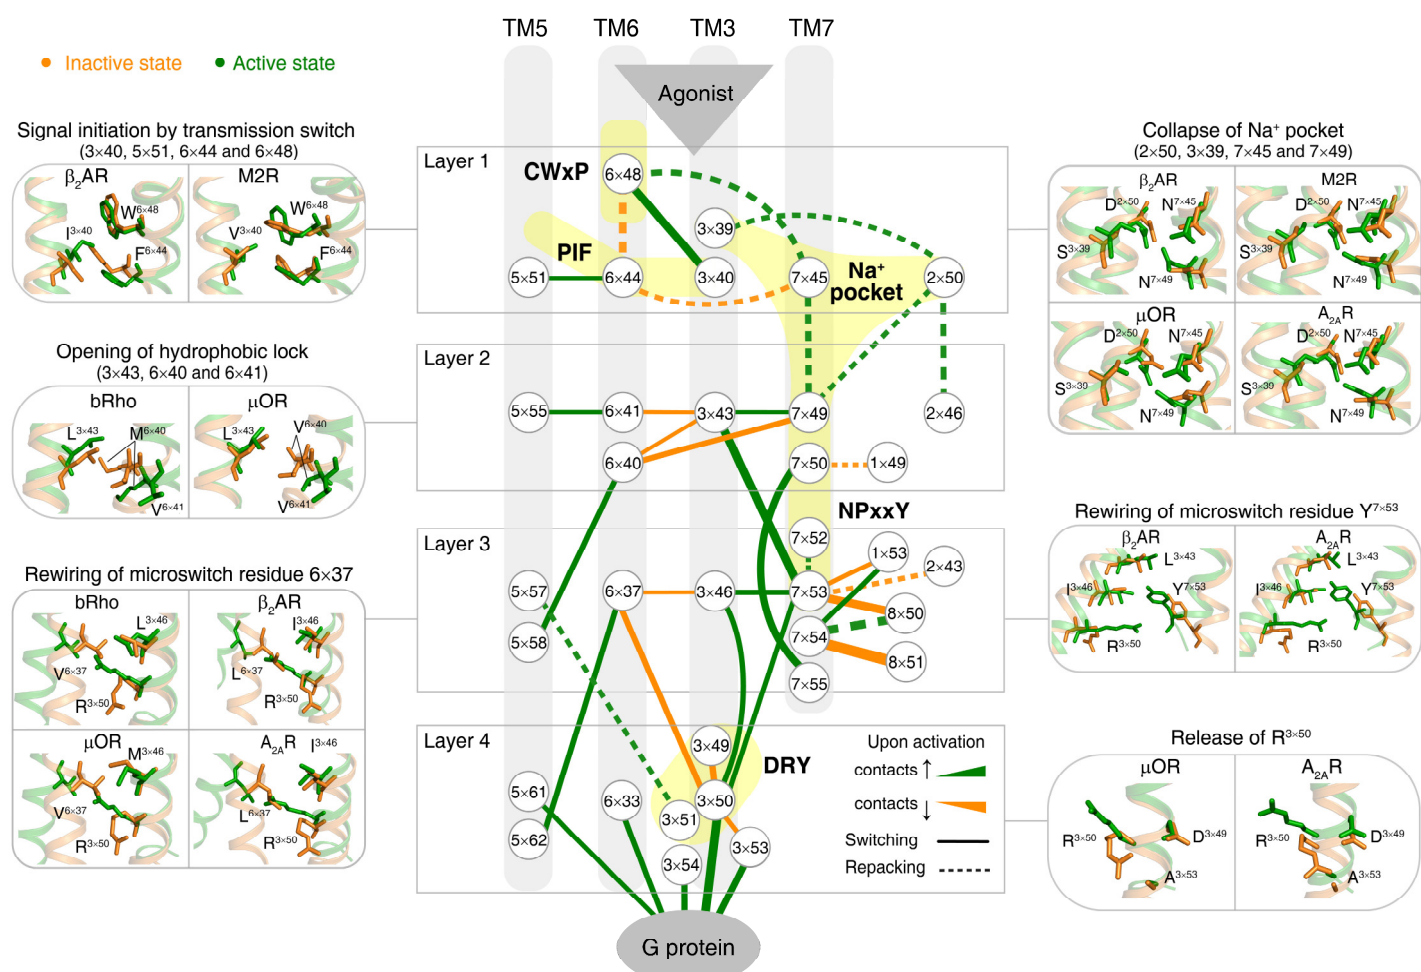 TM5 TM6 TM3 TM7
Inactive state Active state
Agonist
Signal initiation by transmission switch
(3×40, 5×51, 6×44 and 6×48)
β2AR M2R
W6×48 W6×48
I3×40 V3×40
F6×44 F6×44
Opening of hydrophobic lock
(3×43, 6×40 and 6×41)
bRho μOR
L3×43 M6×40 L3×43 V6×40
V6×41 V6×41
Rewiring of microswitch residue 6×37
bRho β2AR
L3×46 I3×46
V6×37 L6×37
R3×50 R3×50
μOR A2AR
M3×46 I3×46
V6×37 L6×37
R3×50 R3×50
Layer 1
CWxP
6×48
3×39
PIF
5×51 6×44 3×40 7×45 Na+ pocket 2×50
Layer 2
5×55 6×41 3×43 7×49 2×46
6×40 7×50 1×49
NPxxY
Layer 3
7×52
1×53
2×43
5×57 6×37 3×46 7×53
8×50
5×58 7×54
8×51
7×55
Layer 4
3×49
DRY
5×61 6×33 3×50
3×51
5×62 3×53
3×54
Upon activation
contacts ↑
contacts ↓
Switching
Repacking
G protein
Collapse of Na+ pocket
(2×50, 3×39, 7×45 and 7×49)
β2AR M2R
D2×50 N7×45 D2×50 N7×45
S3×39 S3×39
N7×49 N7×49
μOR A2AR
D2×50 N7×45 D2×50 N7×45
S3×39 S3×39
N7×49 N7×49
Rewiring of microswitch residue Y7×53
β2AR A2AR
L3×43 L3×43
I3×46 Y7×53 I3×46 Y7×53
R3×50 R3×50
Release of R3×50
μOR A2AR
R3×50 D3×49 R3×50 D3×49
A3×53 A3×53